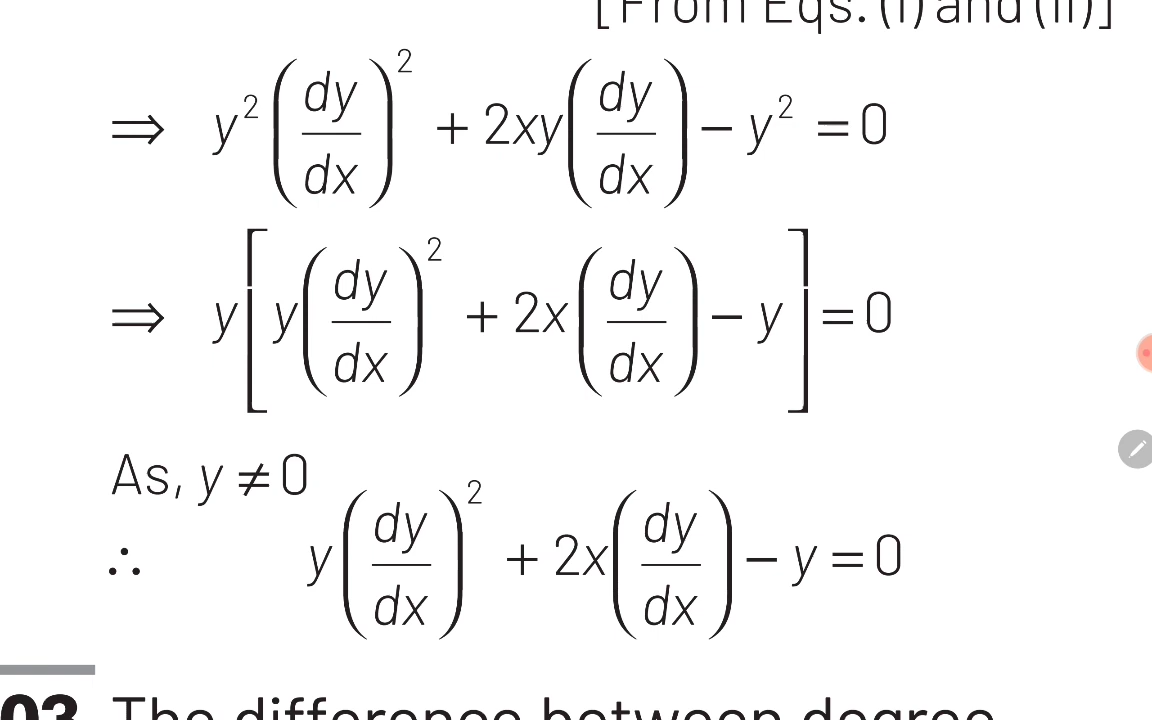 [From Eqs. (i) and (ii)]
⇒ y²(dy/dx)² + 2xy(dy/dx) − y² = 0
⇒ y[y(dy/dx)² + 2x(dy/dx) − y] = 0
As, y ≠ 0
∴ y(dy/dx)² + 2x(dy/dx) − y = 0
03 The difference between degree